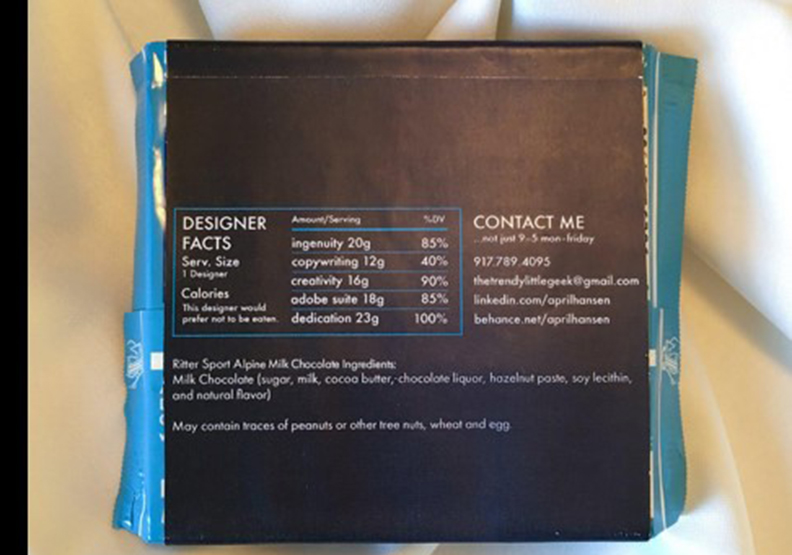 DESIGNER
FACTS
Serv. Size
1 Designer
Calories
This designer would
prefer not to be eaten.
Amount/Serving %DV
ingenuity 20g 85%
copywriting 12g 40%
creativity 16g 90%
adobe suite 18g 85%
dedication 23g 100%
CONTACT ME
...not just 9-5 mon-friday
917.789.4095
thetrendylittlegeek@gmail.com
linkedin.com/aprilhansen
behance.net/aprilhansen
Ritter Sport Alpine Milk Chocolate Ingredients:
Milk Chocolate (sugar, milk, cocoa butter, chocolate liquor, hazelnut paste, soy lecithin,
and natural flavor)
May contain traces of peanuts or other tree nuts, wheat and egg.